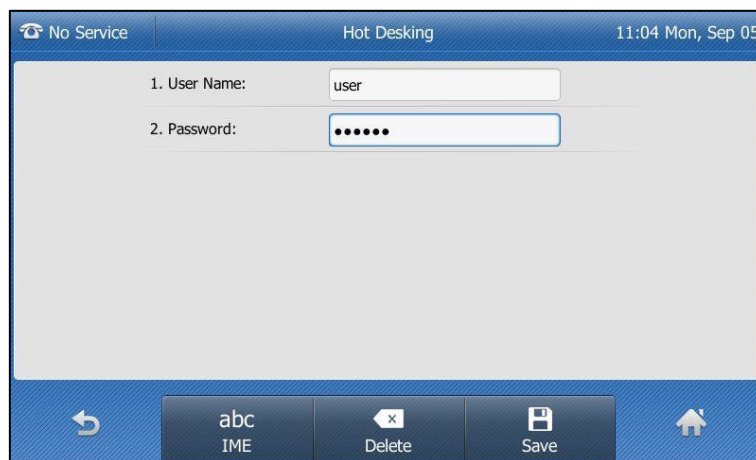 No Service Hot Desking 11:04 Mon, Sep 05
1. User Name: user
2. Password: ••••••
abc
IME Delete Save